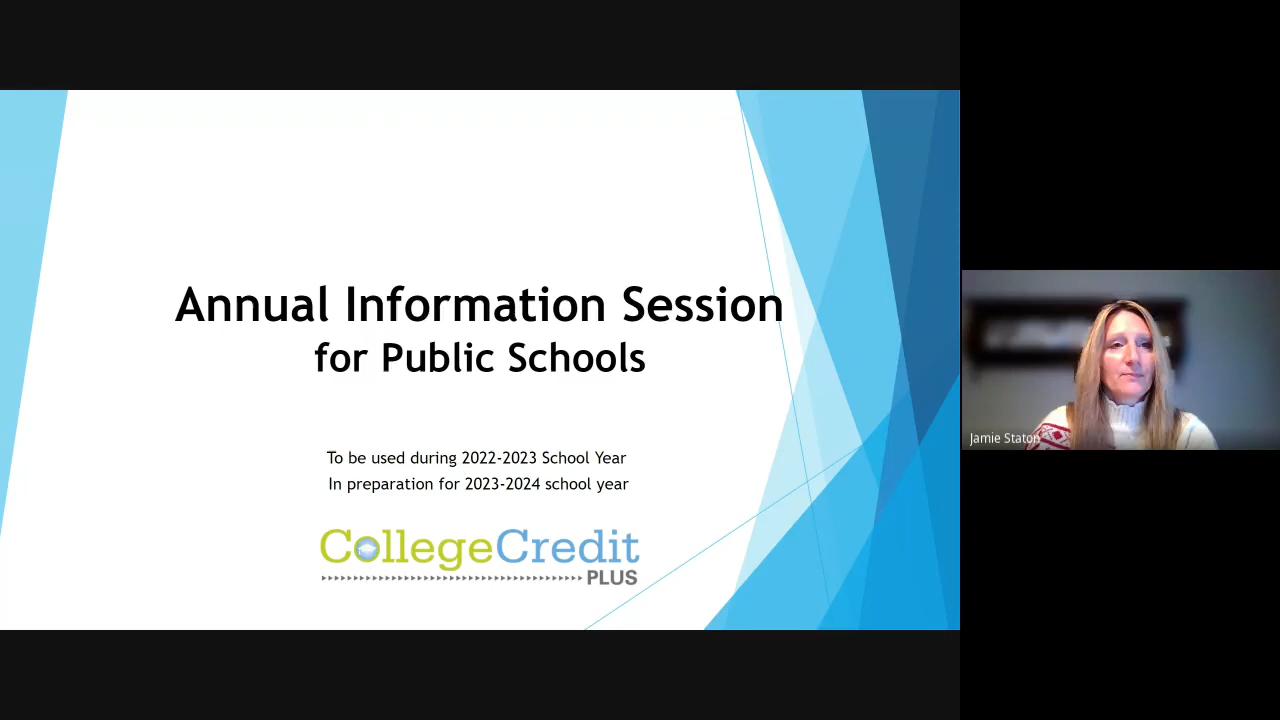 Annual Information Session
for Public Schools
To be used during 2022-2023 School Year
In preparation for 2023-2024 school year
CollegeCredit
PLUS
Jamie Staton